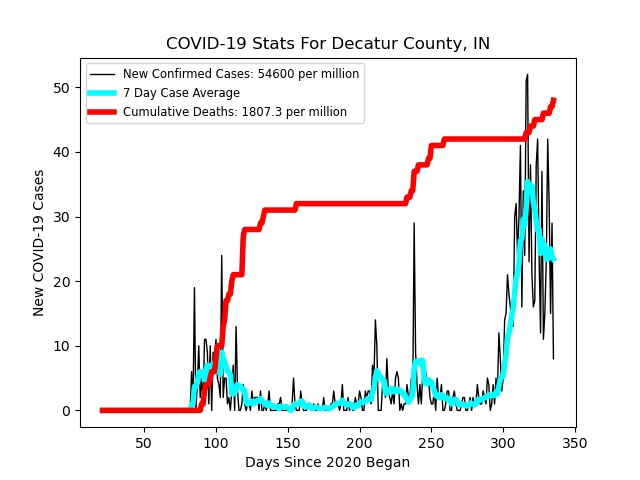 COVID-19 Stats For Decatur County, IN
New Confirmed Cases: 54600 per million
7 Day Case Average
Cumulative Deaths: 1807.3 per million
New COVID-19 Cases
50
40
30
20
10
0
50 100 150 200 250 300 350
Days Since 2020 Began